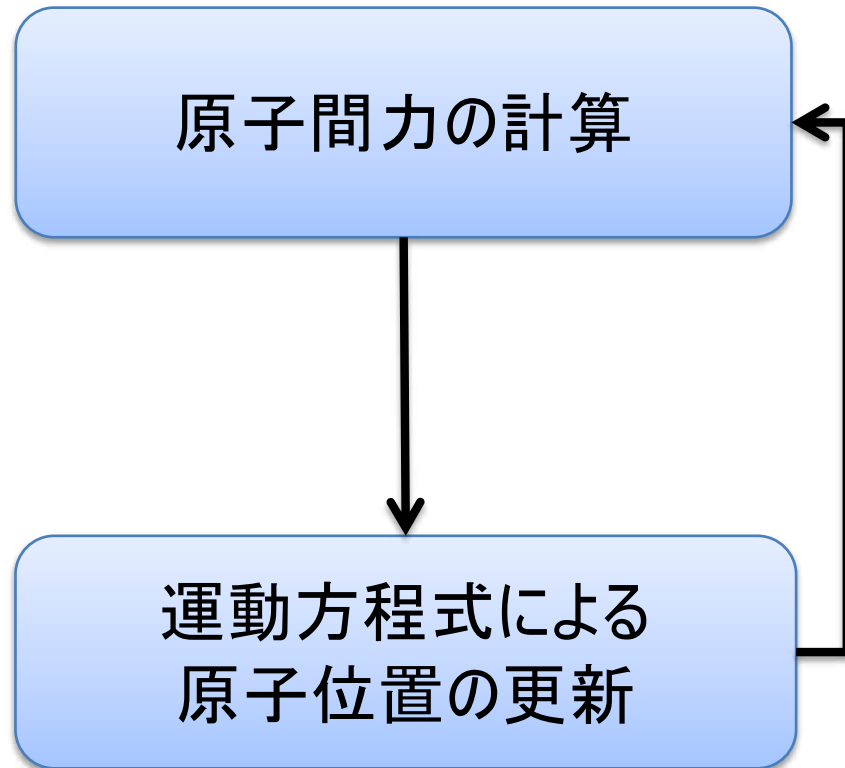 原子間力の計算
運動方程式による
原子位置の更新